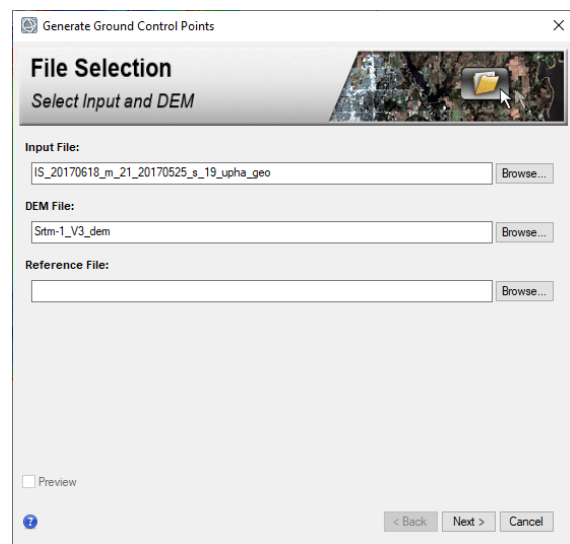 Generate Ground Control Points
File Selection
Select Input and DEM
Input File:
IS_20170618_m_21_20170525_s_19_upha_geo
Browse...
DEM File:
Srtm-1_V3_dem
Browse...
Reference File:
Browse...
Preview
?
< Back Next > Cancel